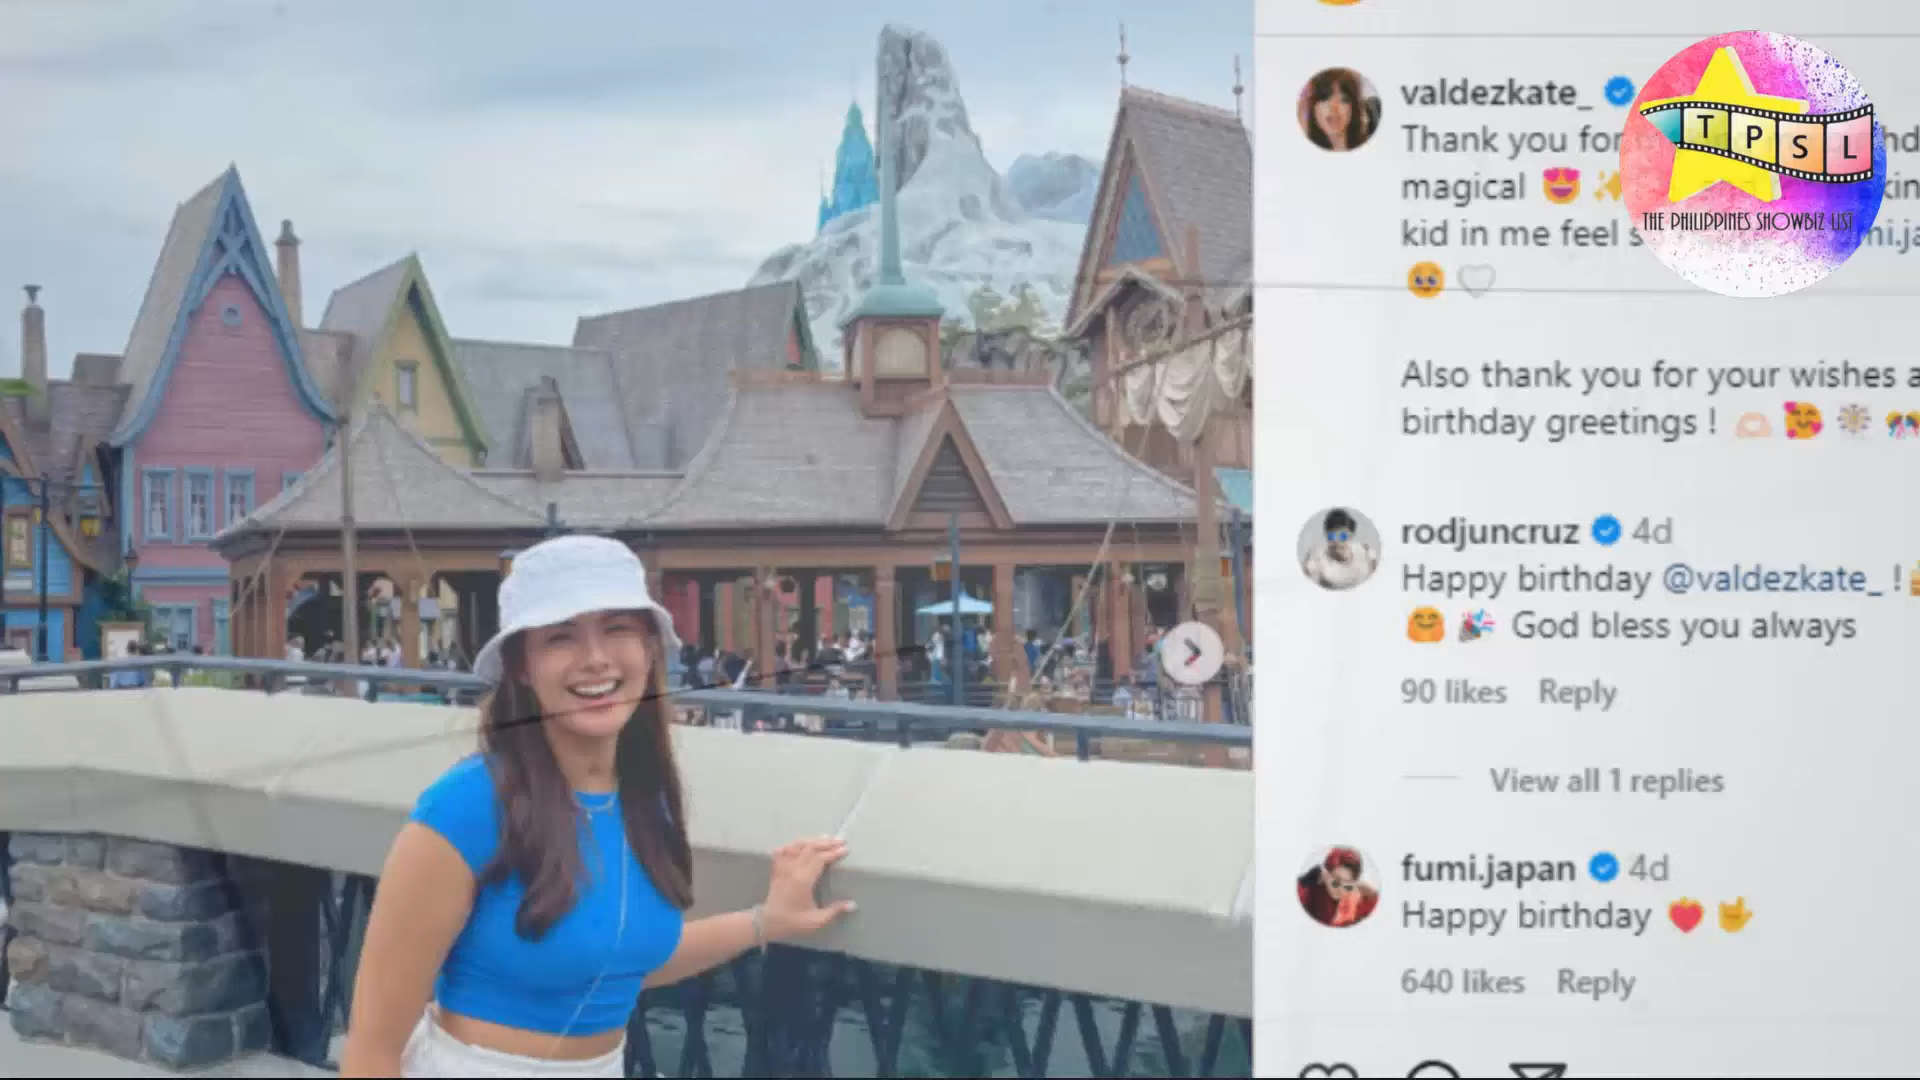 valdezkate_
Thank you for
magical 😍 ✨
kid in me feel
🥹 🤍
Also thank you for your wishes
birthday greetings ! 🫶🏻 🥰
rodjuncruz 4d
Happy birthday @valdezkate_ !
🤗 🎉 God bless you always
90 likes Reply
View all 1 replies
fumi.japan 4d
Happy birthday ❤️ 🤟
640 likes Reply
T P S L
THE PHILIPPINES SHOWBIZ LIST